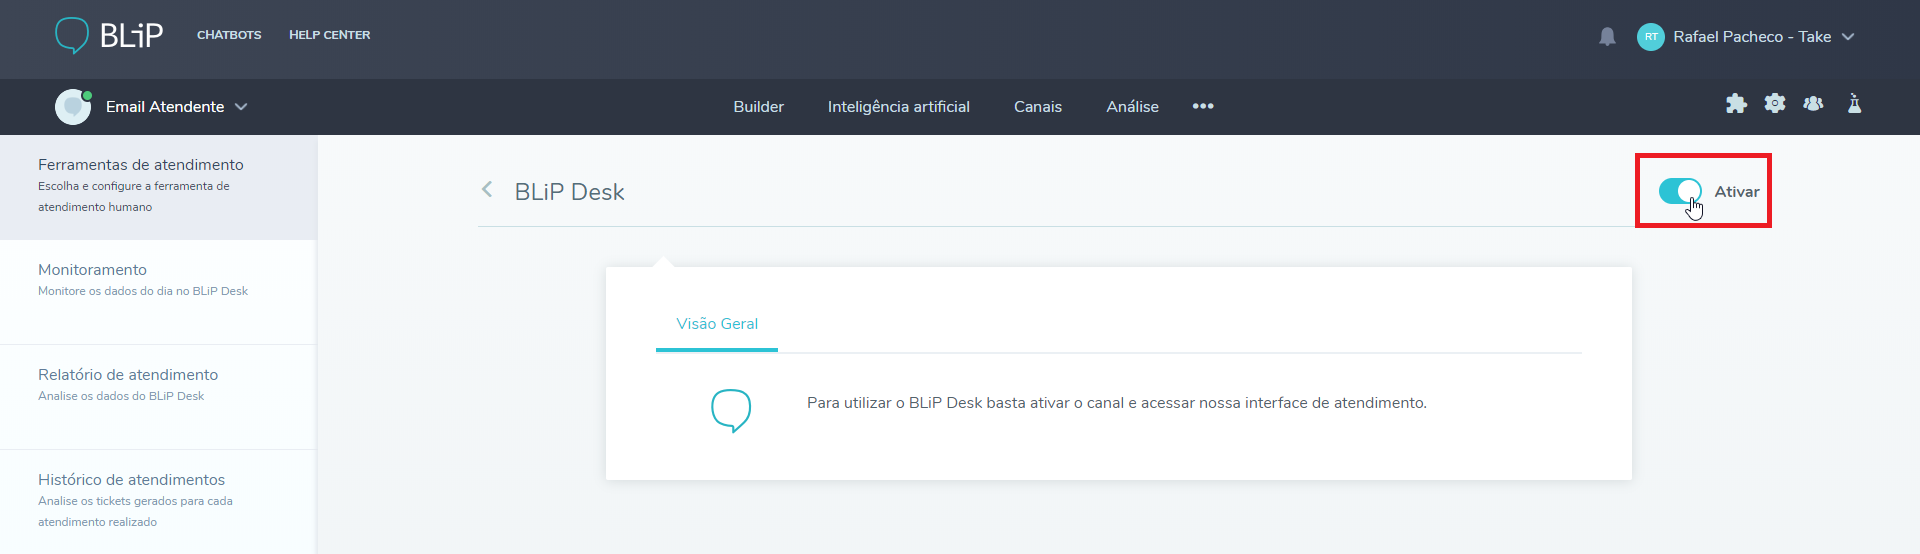 BLiP
CHATBOTS
HELP CENTER
RT
Rafael Pacheco - Take
Email Atendente
Builder
Inteligência artificial
Canais
Análise
Ferramentas de atendimento
Escolha e configure a ferramenta de
atendimento humano
Monitoramento
Monitore os dados do dia no BLiP Desk
Relatório de atendimento
Analise os dados do BLiP Desk
Histórico de atendimentos
Analise os tickets gerados para cada
atendimento realizado
BLiP Desk
Ativar
Visão Geral
Para utilizar o BLiP Desk basta ativar o canal e acessar nossa interface de atendimento.